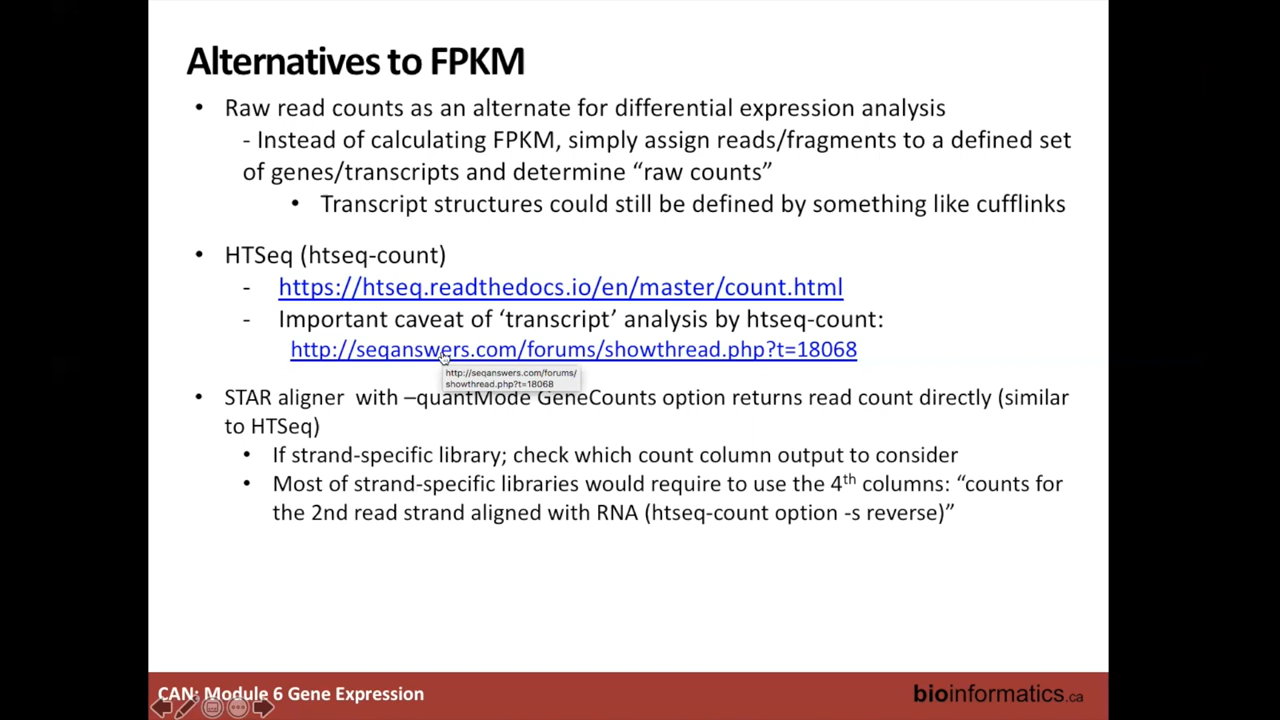 Alternatives to FPKM
• Raw read counts as an alternate for differential expression analysis
- Instead of calculating FPKM, simply assign reads/fragments to a defined set
of genes/transcripts and determine “raw counts”
• Transcript structures could still be defined by something like cufflinks
• HTSeq (htseq-count)
- https://htseq.readthedocs.io/en/master/count.html
- Important caveat of ‘transcript’ analysis by htseq-count:
http://seqanswers.com/forums/showthread.php?t=18068
http://seqanswers.com/forums/
showthread.php?t=18068
• STAR aligner with –quantMode GeneCounts option returns read count directly (similar
to HTSeq)
• If strand-specific library; check which count column output to consider
• Most of strand-specific libraries would require to use the 4th columns: “counts for
the 2nd read strand aligned with RNA (htseq-count option -s reverse)”
CAN: Module 6 Gene Expression
bioinformatics.ca